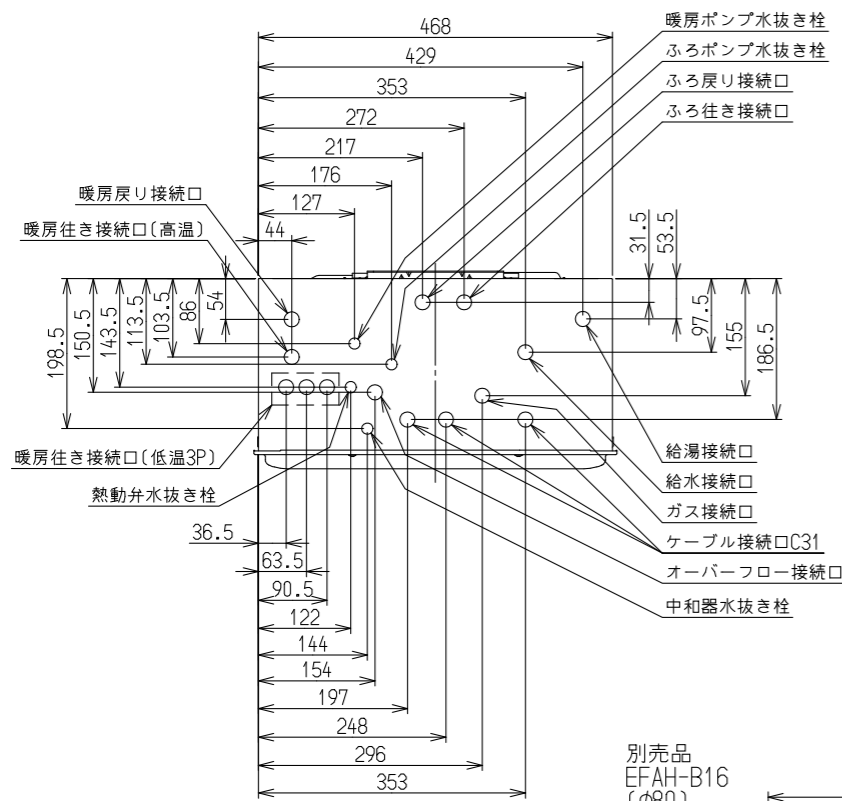 468
暖房ポンプ水抜き栓
429
ふろポンプ水抜き栓
353
ふろ戻り接続口
272
ふろ往き接続口
217
176
暖房戻り接続口
127
暖房往き接続口(高温)
44
31.5
53.5
54
86
103.5
113.5
143.5
150.5
198.5
97.5
155
186.5
暖房往き接続口(低温3P)
熱動弁水抜き栓
給湯接続口
給水接続口
ガス接続口
ケーブル接続口C31
オーバーフロー接続口
中和器水抜き栓
36.5
63.5
90.5
122
144
154
197
248
296
353
別売品
EFAH-B16
(φ80)